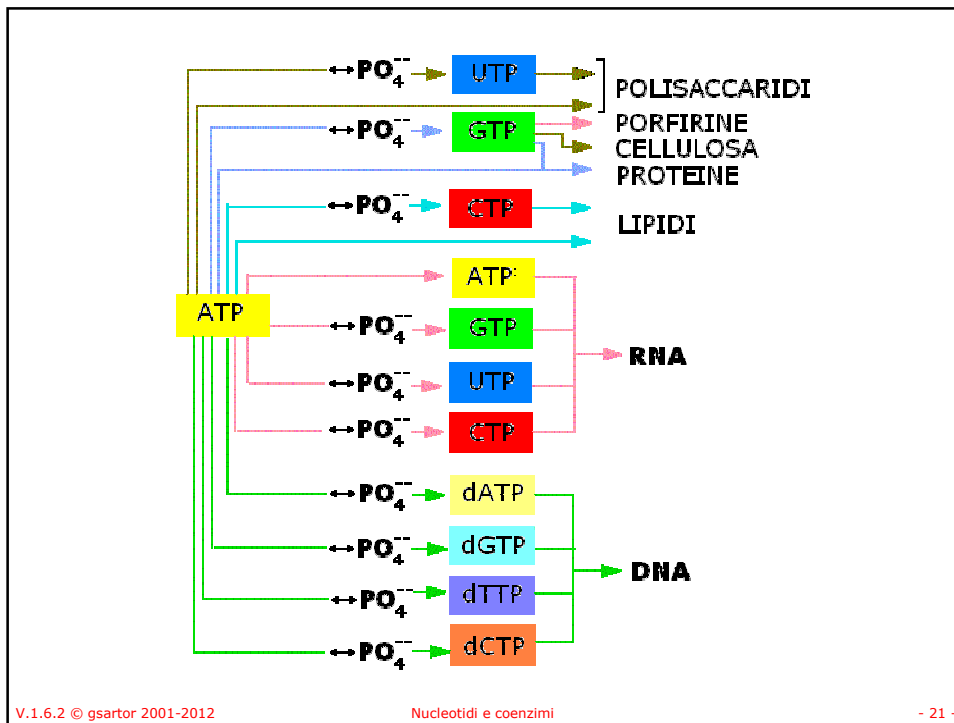 ↔PO₄⁻⁻ UTP
POLISACCARIDI
↔PO₄⁻⁻ GTP
PORFIRINE
CELLULOSA
PROTEINE
↔PO₄⁻⁻ CTP
LIPIDI
ATP
ATP
↔PO₄⁻⁻ GTP
RNA
↔PO₄⁻⁻ UTP
↔PO₄⁻⁻ CTP
↔PO₄⁻⁻ dATP
↔PO₄⁻⁻ dGTP
DNA
↔PO₄⁻⁻ dTTP
↔PO₄⁻⁻ dCTP
V.1.6.2 © gsartor 2001-2012 Nucleotidi e coenzimi - 21 -